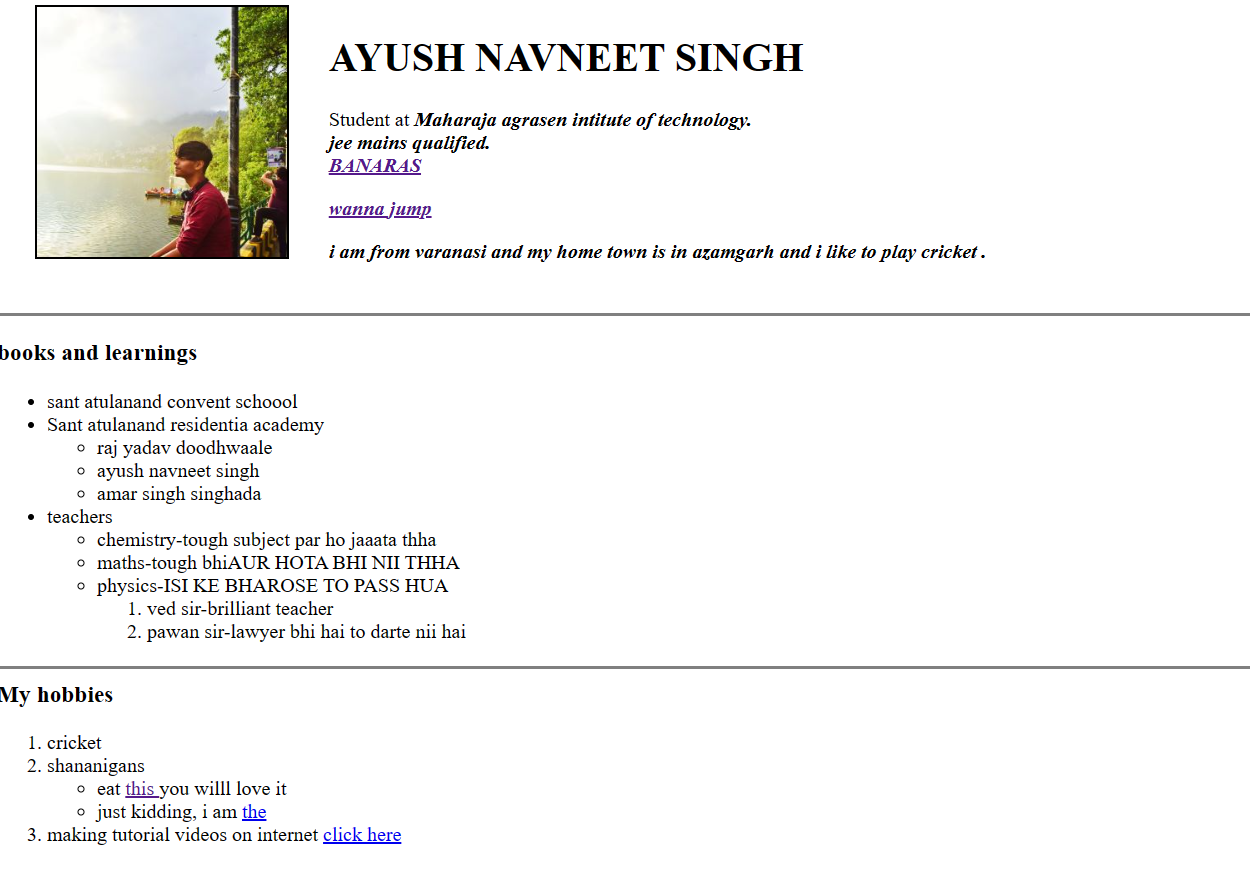 AYUSH NAVNEET SINGH
Student at Maharaja agrasen intitute of technology.
jee mains qualified.
BANARAS
wanna jump
i am from varanasi and my home town is in azamgarh and i like to play cricket .
books and learnings
sant atulanand convent schoool
Sant atulanand residentia academy
raj yadav doodhwaale
ayush navneet singh
amar singh singhada
teachers
chemistry-tough subject par ho jaaata thha
maths-tough bhiAUR HOTA BHI NII THHA
physics-ISI KE BHAROSE TO PASS HUA
1. ved sir-brilliant teacher
2. pawan sir-lawyer bhi hai to darte nii hai
My hobbies
1. cricket
2. shananigans
eat this you willl love it
just kidding, i am the
3. making tutorial videos on internet click here